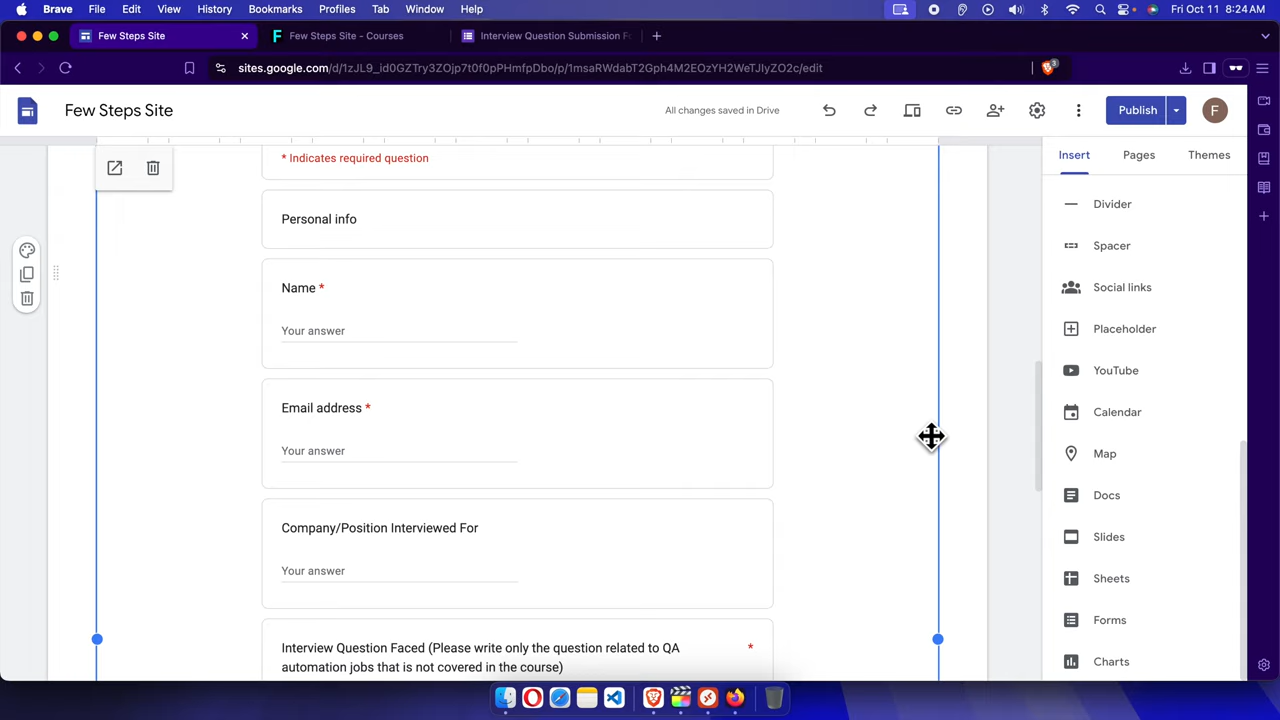 Brave File Edit View History Bookmarks Profiles Tab Window Help Fri Oct 11 8:24 AM
Few Steps Site
Few Steps Site - Courses
Interview Question Submission Fo
sites.google.com/d/1zJL9_id0GZTry3ZOjp7t0f0pPHmfpDbo/p/1msaRWdabT2Gph4M2EOzYH2WeTJIyZO2c/edit
3
Few Steps Site
All changes saved in Drive
Publish
F
Insert Pages Themes
* Indicates required question
Personal info
Name *
Your answer
Email address *
Your answer
Company/Position Interviewed For
Your answer
Interview Question Faced (Please write only the question related to QA *
automation jobs that is not covered in the course)
Divider
Spacer
Social links
Placeholder
YouTube
Calendar
Map
Docs
Slides
Sheets
Forms
Charts